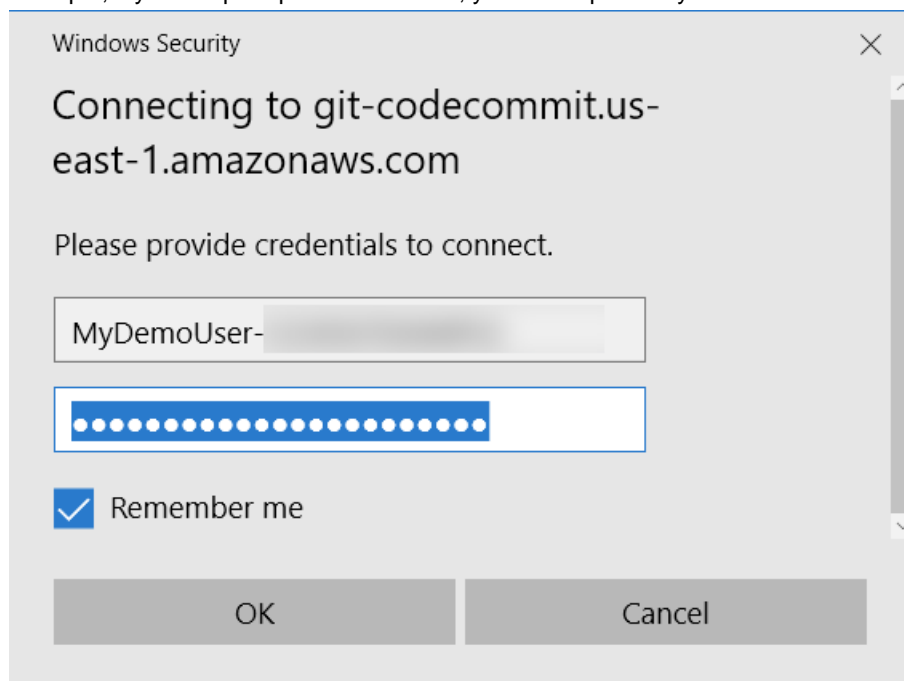 Windows Security
Connecting to git-codecommit.us-
east-1.amazonaws.com
Please provide credentials to connect.
MyDemoUser-
Remember me
OK Cancel